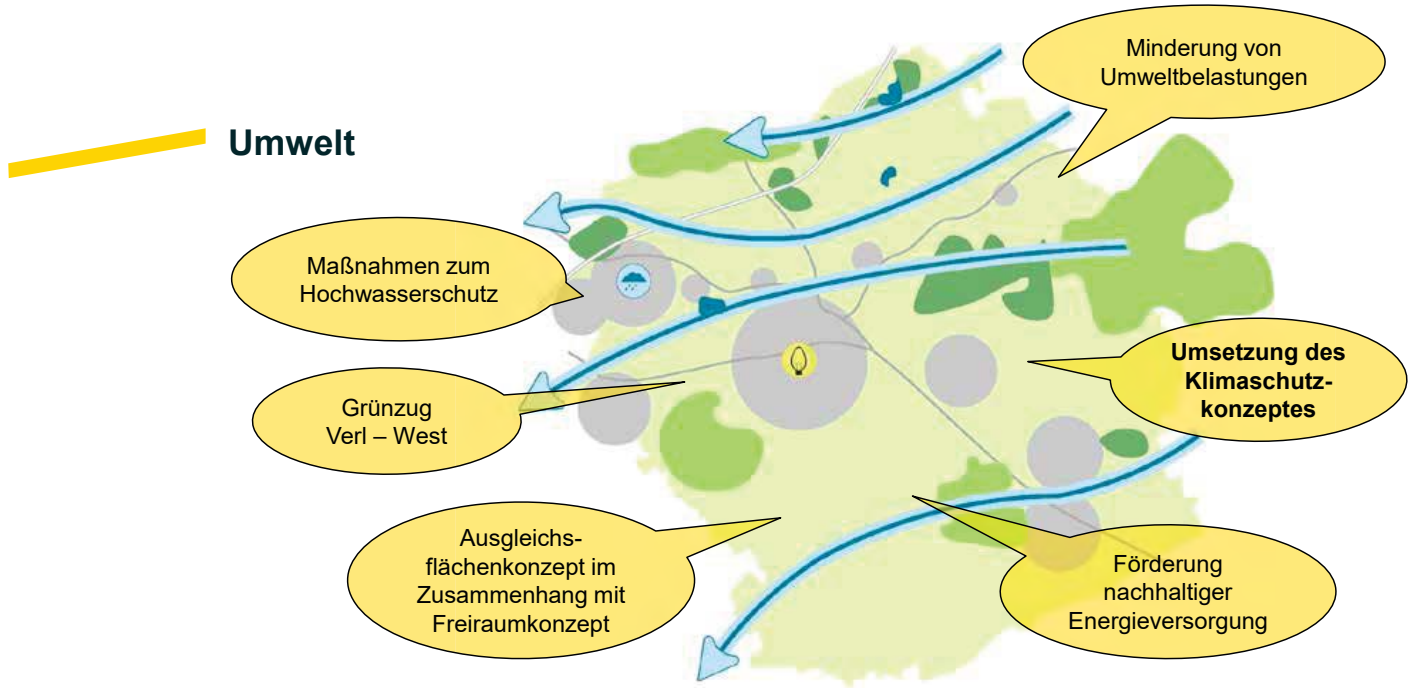 Umwelt
Minderung von
Umweltbelastungen
Maßnahmen zum
Hochwasserschutz
Umsetzung des
Klimaschutz-
konzeptes
Grünzug
Verl – West
Ausgleichs-
flächenkonzept im
Zusammenhang mit
Freiraumkonzept
Förderung
nachhaltiger
Energieversorgung